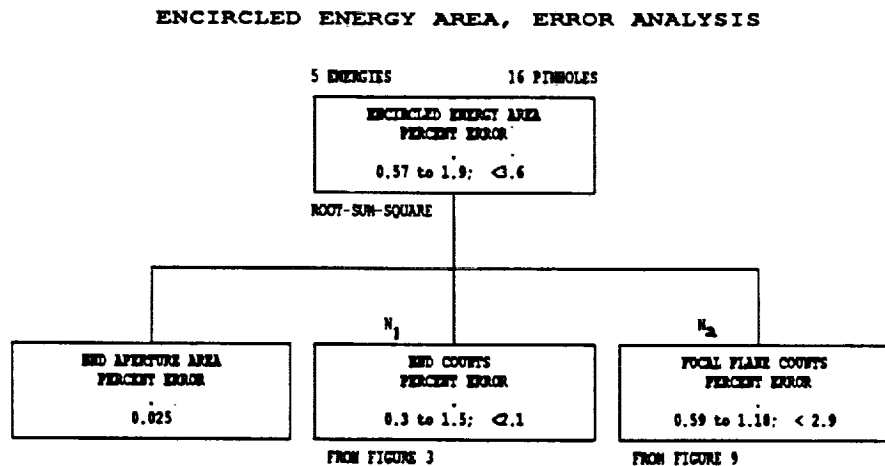 ENCIRCLED ENERGY AREA, ERROR ANALYSIS
5 ENERGIES 16 PINHOLES
ENCIRCLED ENERGY AREA
PERCENT ERROR
0.57 to 1.9; <3.6
ROOT-SUM-SQUARE
N1
N2
BND APERTURE AREA
PERCENT ERROR
0.025
BND COUNTS
PERCENT ERROR
0.3 to 1.5; <2.1
FOCAL PLANE COUNTS
PERCENT ERROR
0.59 to 1.18; < 2.9
FROM FIGURE 3
FROM FIGURE 9